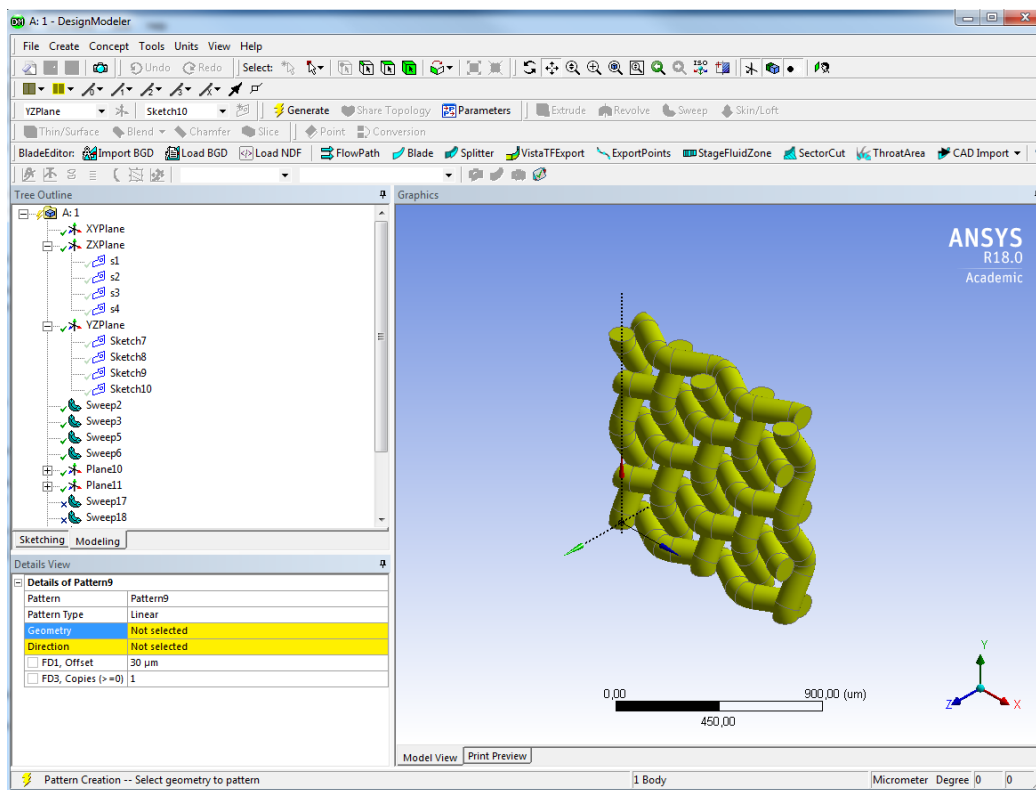 A: 1 - DesignModeler
File Create Concept Tools Units View Help
Undo Redo Select:
YZPlane Sketch10 Generate Share Topology Parameters Extrude Revolve Sweep Skin/Loft
Thin/Surface Blend Chamfer Slice Point Conversion
BladeEditor: Import BGD Load BGD Load NDF FlowPath Blade Splitter VistaTFExport ExportPoints StageFluidZone SectorCut ThroatArea CAD Import
Tree Outline
Graphics
A: 1
XYPlane
ZXPlane
s1
s2
s3
s4
YZPlane
Sketch7
Sketch8
Sketch9
Sketch10
Sweep2
Sweep3
Sweep5
Sweep6
Plane10
Plane11
Sweep17
Sweep18
Sketching Modeling
Details View
Details of Pattern9
Pattern Pattern9
Pattern Type Linear
Geometry Not selected
Direction Not selected
FD1, Offset 30 µm
FD3, Copies (>=0) 1
ANSYS
R18.0
Academic
0,00 900,00 (um)
450,00
Y
Z X
Model View Print Preview
Pattern Creation -- Select geometry to pattern 1 Body Micrometer Degree 0 0